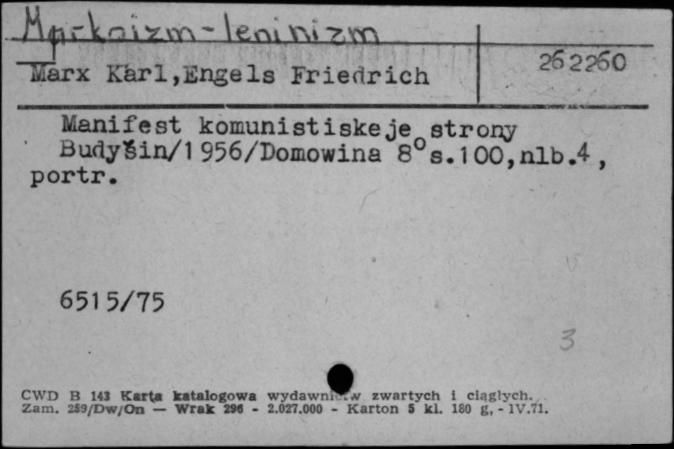 Marksizm-leninizm
Marx Karl,Engels Friedrich
262260
Manifest komunistiskeje strony
Budyšin/1956/Domowina 8° s.100,nlb.4,
portr.
6515/75
3
CWD B 143 Karta katalogowa wydawnictw zwartych i ciągłych.
Zam. 259/Dw/On — Wrak 296 - 2.027.000 - Karton 5 kl. 180 g, - IV.71.